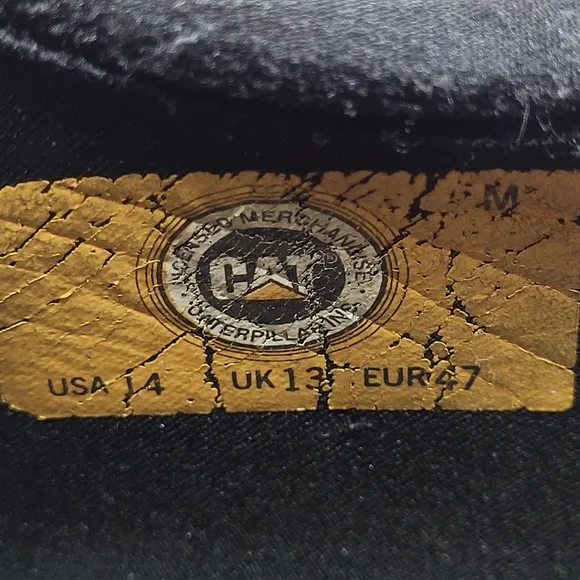 M
LICENSED MERCHANDISE
CAT
CATERPILLAR INC.
USA 14 UK 13 EUR 47